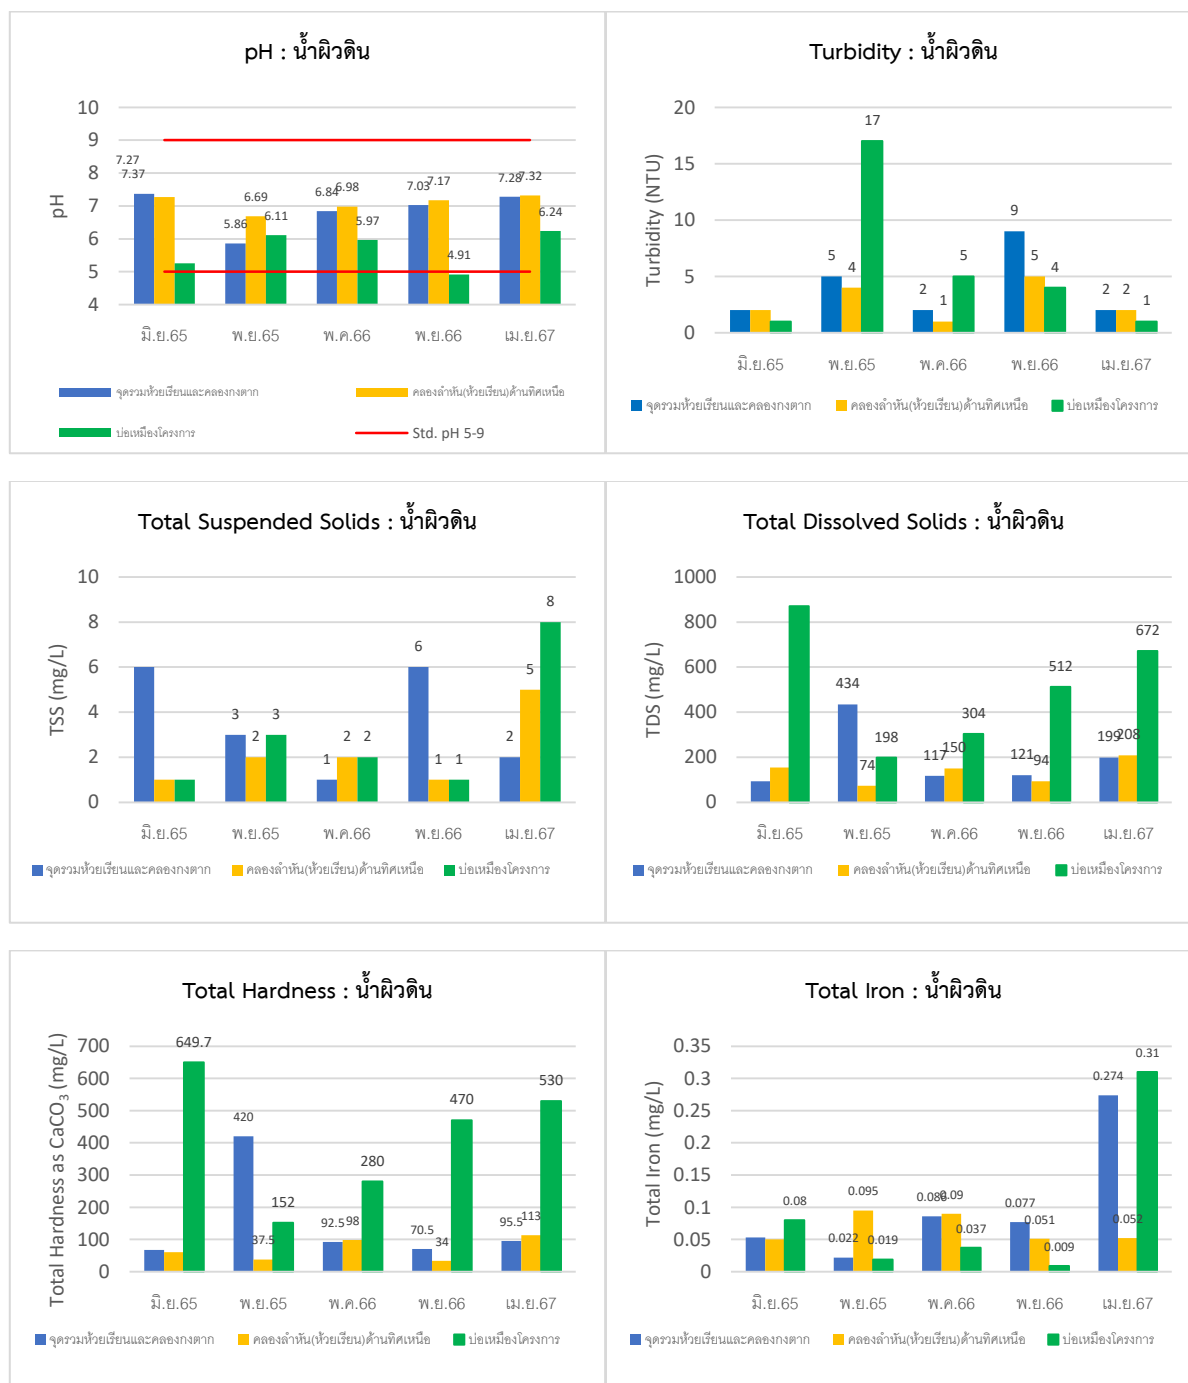 pH : น้ำผิวดิน
10
9
8
7
6
5
4
pH
7.27
7.37
5.86
6.69
6.11
6.84
6.98
5.97
7.03
7.17
4.91
7.28
7.32
6.24
มิ.ย.65 พ.ย.65 พ.ค.66 พ.ย.66 เม.ย.67
จุดรวมห้วยเรียนและคลองกงตาก คลองลำหัน(ห้วยเรียน)ด้านทิศเหนือ
บ่อเหมืองโครงการ Std. pH 5-9
Turbidity : น้ำผิวดิน
20
15
10
5
0
Turbidity (NTU)
5 4 17
2 1 5
9 5 4
2 2 1
มิ.ย.65 พ.ย.65 พ.ค.66 พ.ย.66 เม.ย.67
จุดรวมห้วยเรียนและคลองกงตาก คลองลำหัน(ห้วยเรียน)ด้านทิศเหนือ บ่อเหมืองโครงการ
Total Suspended Solids : น้ำผิวดิน
10
8
6
4
2
0
TSS (mg/L)
3 2 3
1 2 2
6 1 1
2 5 8
มิ.ย.65 พ.ย.65 พ.ค.66 พ.ย.66 เม.ย.67
จุดรวมห้วยเรียนและคลองกงตาก คลองลำหัน(ห้วยเรียน)ด้านทิศเหนือ บ่อเหมืองโครงการ
Total Dissolved Solids : น้ำผิวดิน
1000
800
600
400
200
0
TDS (mg/L)
434 74 198
117 150 304
121 94 512
199 208 672
มิ.ย.65 พ.ย.65 พ.ค.66 พ.ย.66 เม.ย.67
จุดรวมห้วยเรียนและคลองกงตาก คลองลำหัน(ห้วยเรียน)ด้านทิศเหนือ บ่อเหมืองโครงการ
Total Hardness : น้ำผิวดิน
700
600
500
400
300
200
100
0
Total Hardness as CaCO₃ (mg/L)
649.7
420 37.5 152
92.5 98 280
70.5 34 470
95.5 113 530
มิ.ย.65 พ.ย.65 พ.ค.66 พ.ย.66 เม.ย.67
จุดรวมห้วยเรียนและคลองกงตาก คลองลำหัน(ห้วยเรียน)ด้านทิศเหนือ บ่อเหมืองโครงการ
Total Iron : น้ำผิวดิน
0.35
0.3
0.25
0.2
0.15
0.1
0.05
0
Total Iron (mg/L)
0.08
0.022 0.095 0.019
0.09 0.037
0.077 0.051 0.009
0.274 0.052 0.31
มิ.ย.65 พ.ย.65 พ.ค.66 พ.ย.66 เม.ย.67
จุดรวมห้วยเรียนและคลองกงตาก คลองลำหัน(ห้วยเรียน)ด้านทิศเหนือ บ่อเหมืองโครงการ